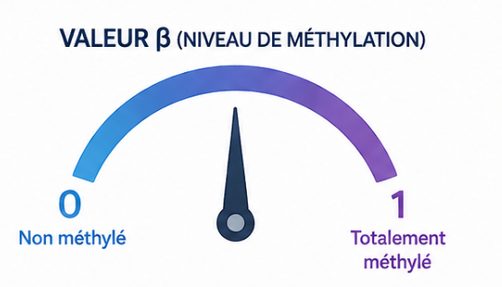 VALEUR β (NIVEAU DE MÉTHYLATION)
0
Non méthylé
1
Totalement
méthylé